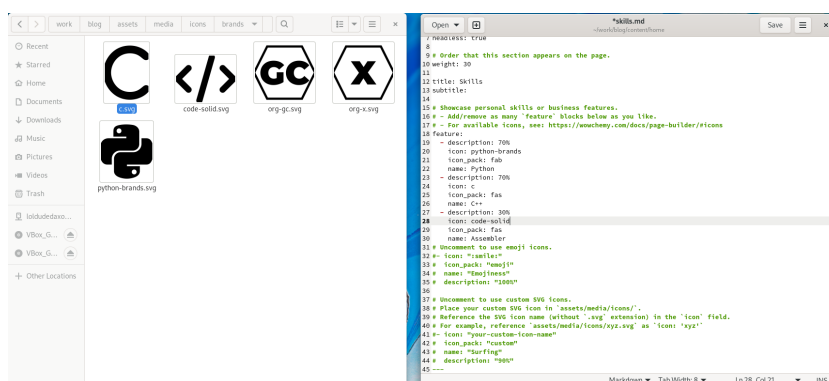 work blog assets media icons brands
Recent
Starred
Home
Documents
Downloads
Music
Pictures
Videos
Trash
loidudedaxo...
VBox_G...
VBox_G...
Other Locations
c.svg
code-solid.svg
org-gc.svg
org-x.svg
python-brands.svg
GC
X
Open
*skills.md
~/work/blog/content/home
Save
7 headless: true
8
9 # Order that this section appears on the page.
10 weight: 30
11
12 title: Skills
13 subtitle:
14
15 # Showcase personal skills or business features.
16 # - Add/remove as many `feature` blocks below as you like.
17 # - For available icons, see: https://wowchemy.com/docs/page-builder/#icons
18 feature:
19   - description: 70%
20     icon: python-brands
21     icon_pack: fab
22     name: Python
23   - description: 70%
24     icon: c
25     icon_pack: fas
26     name: C++
27   - description: 30%
28     icon: code-solid
29     icon_pack: fas
30     name: Assembler
31 # Uncomment to use emoji icons.
32 #- icon: ":smile:"
33 #  icon_pack: "emoji"
34 #  name: "Emojiness"
35 #  description: "100%"
36
37 # Uncomment to use custom SVG icons.
38 # Place your custom SVG icon in `assets/media/icons/`.
39 # Reference the SVG icon name (without `.svg` extension) in the `icon` field.
40 # For example, reference `assets/media/icons/xyz.svg` as `icon: 'xyz'`
41 #- icon: "your-custom-icon-name"
42 #  icon_pack: "custom"
43 #  name: "Surfing"
44 #  description: "90%"
45 ---
Markdown Tab Width: 8 Ln 28, Col 21 INS